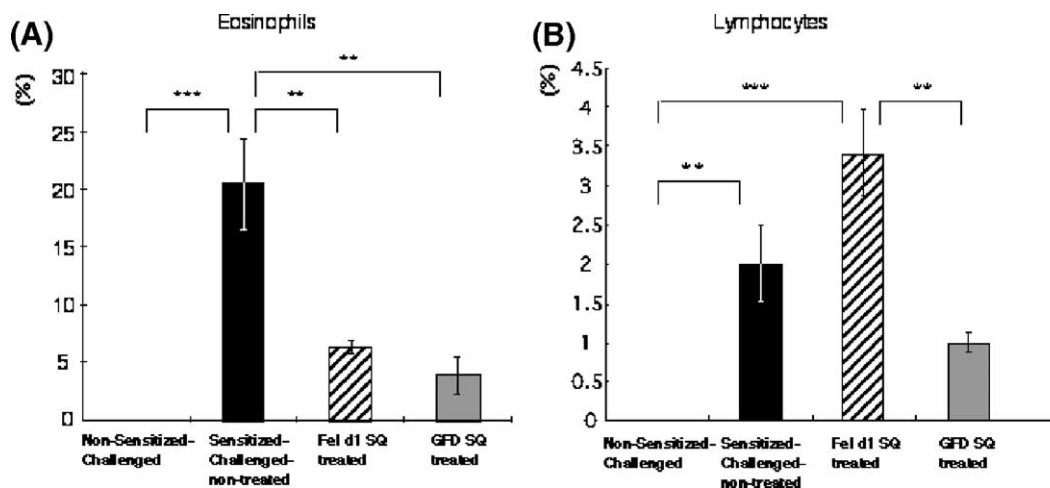 (A)
Eosinophils
(%)
30
25
20
15
10
5
0
***
**
**
Non-Sensitized-
Challenged
Sensitized-
Challenged-
non-treated
Fel d1 SQ
treated
GFD SQ
treated
(B)
Lymphocytes
(%)
4.5
4
3.5
3
2.5
2
1.5
1
0.5
0
**
***
**
Non-Sensitized-
Challenged
Sensitized-
Challenged-
non-treated
Fel d1 SQ
treated
GFD SQ
treated